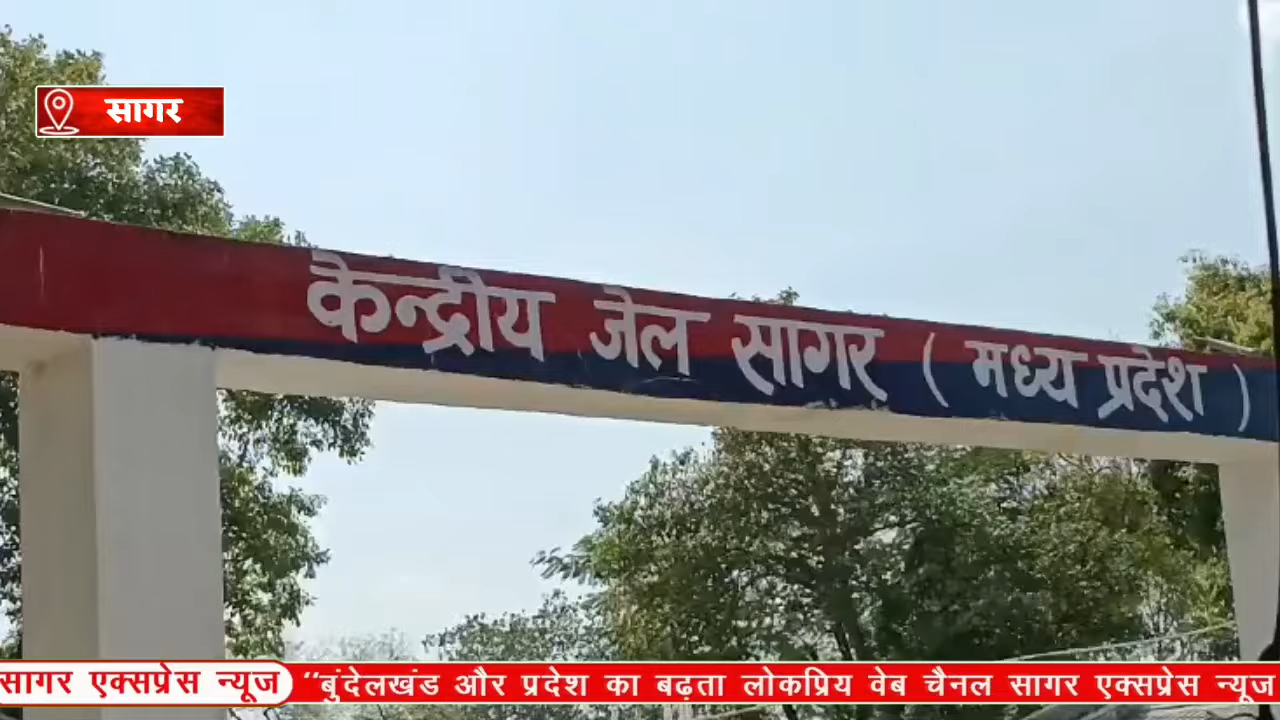 सागर
केन्द्रीय जेल सागर ( मध्य प्रदेश )
सागर एक्सप्रेस न्यूज "बुंदेलखंड और प्रदेश का बढ़ता लोकप्रिय वेब चैनल सागर एक्सप्रेस न्यूज